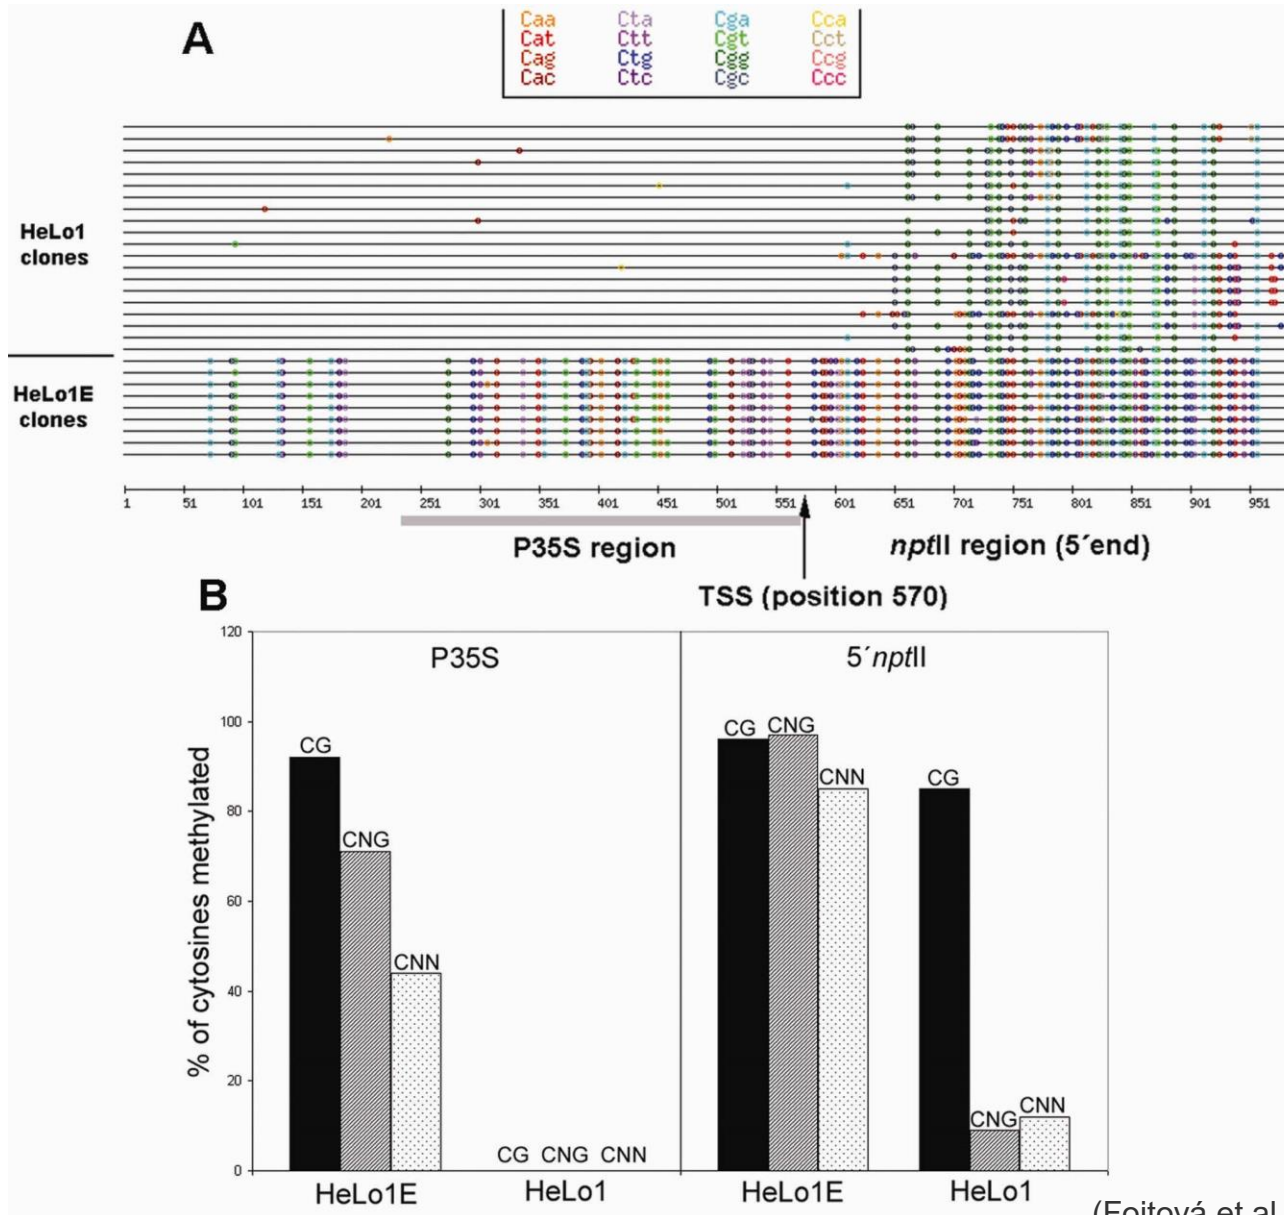 A
Caa Cta Cga Cca
Cat Ctt Cgt Cct
Cag Ctg Cgg Ccg
Cac Ctc Cgc Ccc
HeLo1
clones
HeLo1E
clones
1 51 101 151 201 251 301 351 401 451 501 551 601 651 701 751 801 851 901 951
P35S region
nptII region (5´end)
TSS (position 570)
B
% of cytosines methylated
120
100
80
60
40
20
0
P35S
5´nptII
CG CNG CNN
CG CNG CNN
CG CNG CNN
CG CNG CNN
HeLo1E HeLo1 HeLo1E HeLo1
(Fojtová et al